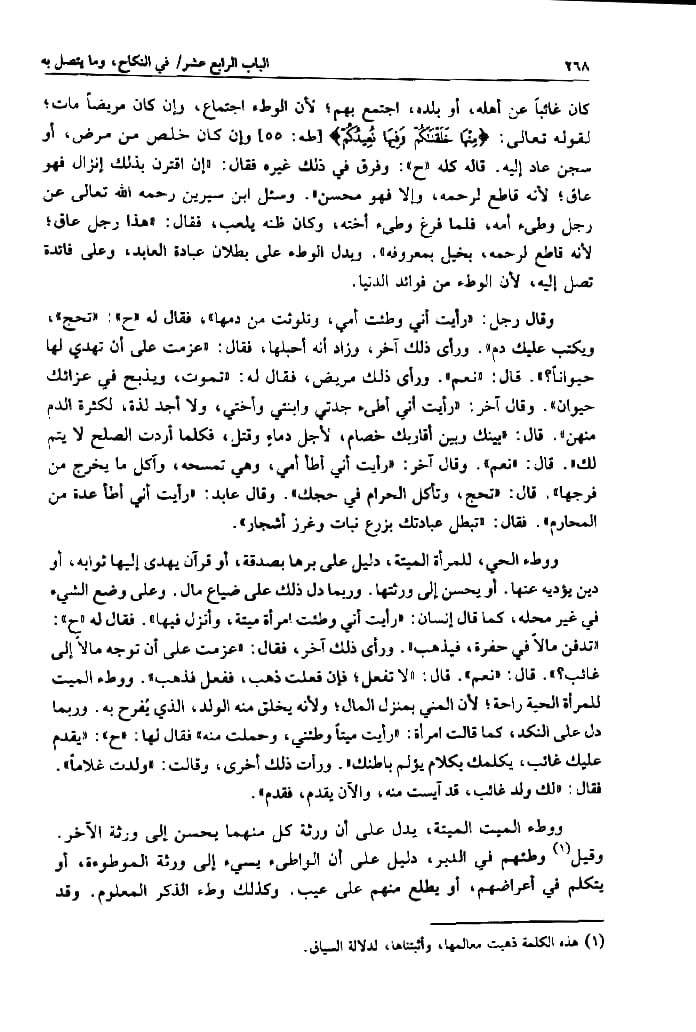 ٢٦٨
الباب الرابع عشر/ في النكاح، وما يتصل به
كان غائباً عن أهله، أو بلده، اجتمع بهم؛ لأن الوطء اجتماع، وإن كان مريضاً مات؛
لقوله تعالى: ﴿مِنْهَا خَلَقْنَاكُمْ وَفِيهَا نُعِيدُكُمْ﴾ [طه: ٥٥] وإن كان خلص من مرض، أو
سجن عاد إليه. قاله كله «ح»: وفرق في ذلك غيره فقال: «إن اقترن بذلك إنزال فهو
عاق؛ لأنه قاطع لرحمه، وإلا فهو محسن». وسئل ابن سيرين رحمه الله تعالى عن
رجل وطىء أمه، فلما فرغ وطىء أخته، وكان ظنه يلعب، فقال: «هذا رجل عاق؛
لأنه قاطع لرحمه، بخيل بمعروفه». ويدل الوطء على بطلان عبادة العابد، وعلى فائدة
تصل إليه، لأن الوطء من فوائد الدنيا.
وقال رجل: «رأيت أني وطئت أمي، وتلوثت من دمها»، فقال له «ح»: «تحج»،
ويكتب عليك دم». ورأى ذلك آخر، وزاد أنه أحبلها، فقال: «عزمت على أن تهدي لها
حيواناً؟». قال: «نعم». ورأى ذلك مريض، فقال له: «تموت، ويذبح في عزائك
حيوان». وقال آخر: «رأيت أني أطىء جدتي وابنتي وأختي، ولا أجد لذة، لكثرة الدم
منهن». قال: «بينك وبين أقاربك خصام، لأجل دماءٍ وقتل، فكلما أردت الصلح لا يتم
لك». قال: «نعم». وقال آخر: «رأيت أني أطأ أمي، وهي تمسحه، وآكل ما يخرج من
فرجها». قال: «تحج، وتأكل الحرام في حجك». وقال عابد: «رأيت أني أطأ عدة من
المحارم». فقال: «تبطل عبادتك بزرع نبات وغرز أشجار».
ووطء الحي، للمرأة الميتة، دليل على برها بصدقة، أو قرآن يهدى إليها ثوابه، أو
دين يؤديه عنها. أو يحسن إلى ورثتها. وربما دل ذلك على ضياع مال. وعلى وضع الشيء
في غير محله، كما قال إنسان: «رأيت أني وطئت امرأة ميتة، وأنزل فيها». فقال له «ح»:
«تدفن مالاً في حفرة، فيذهب». ورأى ذلك آخر، فقال: «عزمت على أن توجه مالاً إلى
غائب؟». قال: «نعم». قال: «لا تفعل؛ فإن فعلت ذهب، ففعل فذهب». ووطء الميت
للمرأة الحية راحة؛ لأن المني بمنزل المال؛ ولأنه يخلق منه الولد، الذي يُفرح به. وربما
دل على النكد، كما قالت امرأة: «رأيت ميتاً وطئني، وحملت منه» فقال لها: «ح»: «يقدم
عليك غائب، يكلمك بكلام يؤلم باطنك». ورأت ذلك أخرى، وقالت: «ولدت غلاماً».
فقال: «لك ولد غائب، قد آيست منه، والآن يقدم، فقدم».
ووطء الميت الميتة، يدل على أن ورثة كل منهما يحسن إلى ورثة الآخر.
وقيل(١) وطئهم في الدبر، دليل على أن الواطىء يسيء إلى ورثة الموطوءة، أو
يتكلم في أعراضهم، أو يطلع منهم على عيب. وكذلك وطء الذكر المعلوم. وقد
(١) هذه الكلمة ذهبت معالمها، وأثبتناها، لدلالة السياق.